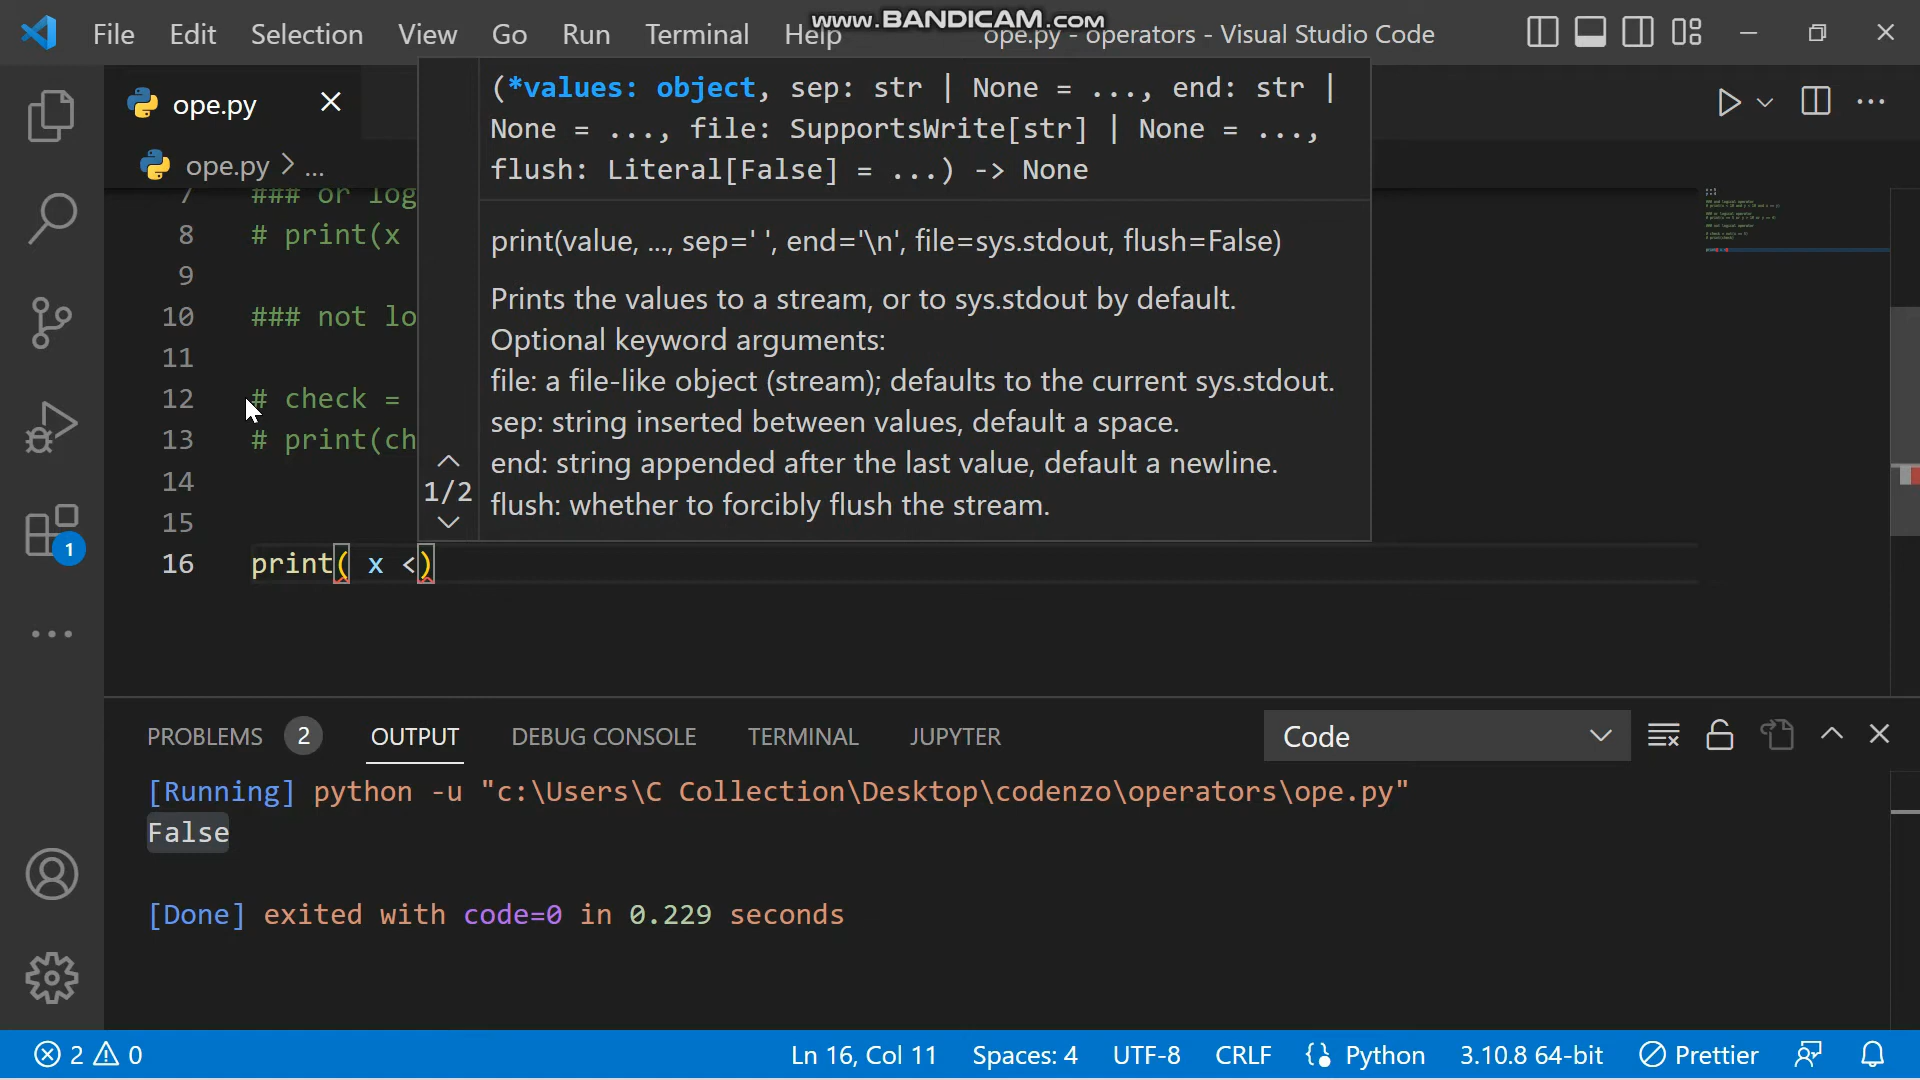 www.BANDICAM.com
File Edit Selection View Go Run Terminal Help ope.py - operators - Visual Studio Code
ope.py
ope.py > ...
(*values: object, sep: str | None = ..., end: str |
None = ..., file: SupportsWrite[str] | None = ...,
flush: Literal[False] = ...) -> None
print(value, ..., sep=' ', end='\n', file=sys.stdout, flush=False)
Prints the values to a stream, or to sys.stdout by default.
Optional keyword arguments:
file: a file-like object (stream); defaults to the current sys.stdout.
sep: string inserted between values, default a space.
end: string appended after the last value, default a newline.
flush: whether to forcibly flush the stream.
1/2
7 ### or log
8 # print(x
9
10 ### not lo
11
12 # check =
13 # print(ch
14
15
16 print( x <)
1
PROBLEMS 2 OUTPUT DEBUG CONSOLE TERMINAL JUPYTER Code
[Running] python -u "c:\Users\C Collection\Desktop\codenzo\operators\ope.py"
False
[Done] exited with code=0 in 0.229 seconds
2 0 Ln 16, Col 11 Spaces: 4 UTF-8 CRLF Python 3.10.8 64-bit Prettier